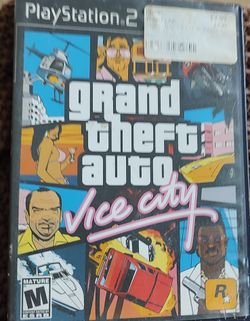 PlayStation 2
grand
theft
auto
Vice City
MATURE
M
R